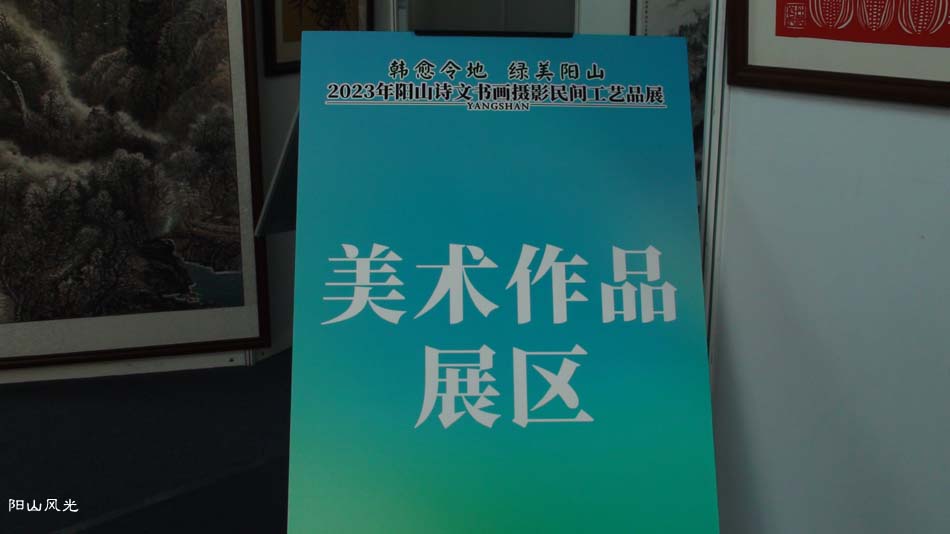 韩愈令地 绿美阳山
2023年阳山诗文书画摄影民间工艺品展
YANGSHAN
美术作品
展区
阳山风光